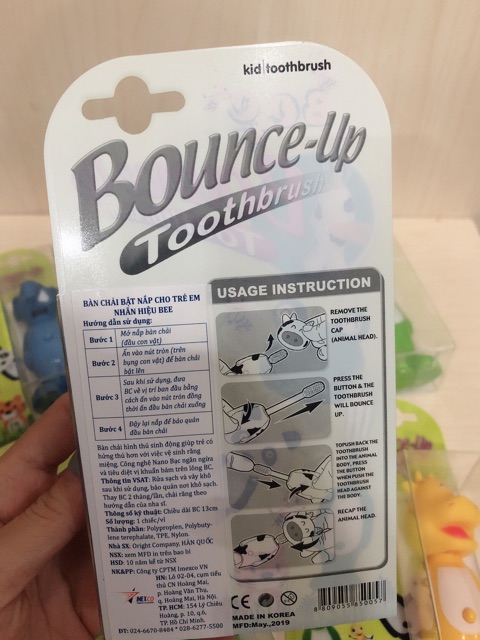 kid toothbrush
BOUNCE-UP
Toothbrush
USAGE INSTRUCTION
REMOVE THE
TOOTHBRUSH
CAP
(ANIMAL HEAD).
PRESS THE
BUTTON & THE
TOOTHBRUSH
WILL BOUNCE
UP.
TOPUSH BACK THE
TOOTHBRUSH
INTO THE ANIMAL
BODY, PRESS
THE BUTTON
WHEN PUSH THE
TOOTHBRUSH
HEAD AGAINST
THE BODY.
RECAP THE
ANIMAL HEAD.
BÀN CHẢI BẬT NẮP CHO TRẺ EM
NHÃN HIỆU BEE
Hướng dẫn sử dụng:
Bước 1 Mở nắp bàn chải
(đầu con vật)
Bước 2 Ấn vào nút tròn (trên
bụng con vật) để bàn chải
bật lên
Bước 3 Sau khi sử dụng, đưa
BC về vị trí ban đầu bằng
cách ấn vào nút tròn đồng
thời ấn đầu bàn chải xuống
Bước 4 Đậy lại nắp để bảo quản
đầu bàn chải
Bàn chải hình thú sinh động giúp trẻ có
hứng thú hơn với việc vệ sinh răng
miệng. Công nghệ Nano Bạc ngăn ngừa
và tiêu diệt vi khuẩn bám trên lông BC.
Thông tin VSAT: Rửa sạch và vảy khô
sau khi sử dụng, bảo quản nơi khô sạch.
Thay BC 2 tháng/lần, chải răng theo
hướng dẫn của nha sĩ.
Thông số kỹ thuật: Chiều dài BC 13cm
Số lượng: 1 chiếc/vỉ
Thành phần: Polypropylen, Polybuty-
lene terephalate, TPE, Nylon.
Nhà SX: Oright Company, HÀN QUỐC
NSX: xem MFD in trên bao bì
HSD: 10 năm kể từ NSX
NK&PP: Công ty CPTM Imexco VN
HN: Lô 02-04, cụm tiểu
thủ CN Hoàng Mai,
p. Hoàng Văn Thụ,
q. Hoàng Mai, Hà Nội.
TP. HCM: 154 Lý Chiêu
Hoàng, p. 10, q.6,
TP. Hồ Chí Minh.
ĐT: 024-6670-8484 * 028-6277-5500
CE
MADE IN KOREA
MFD:May.,2019
8 809055 850057